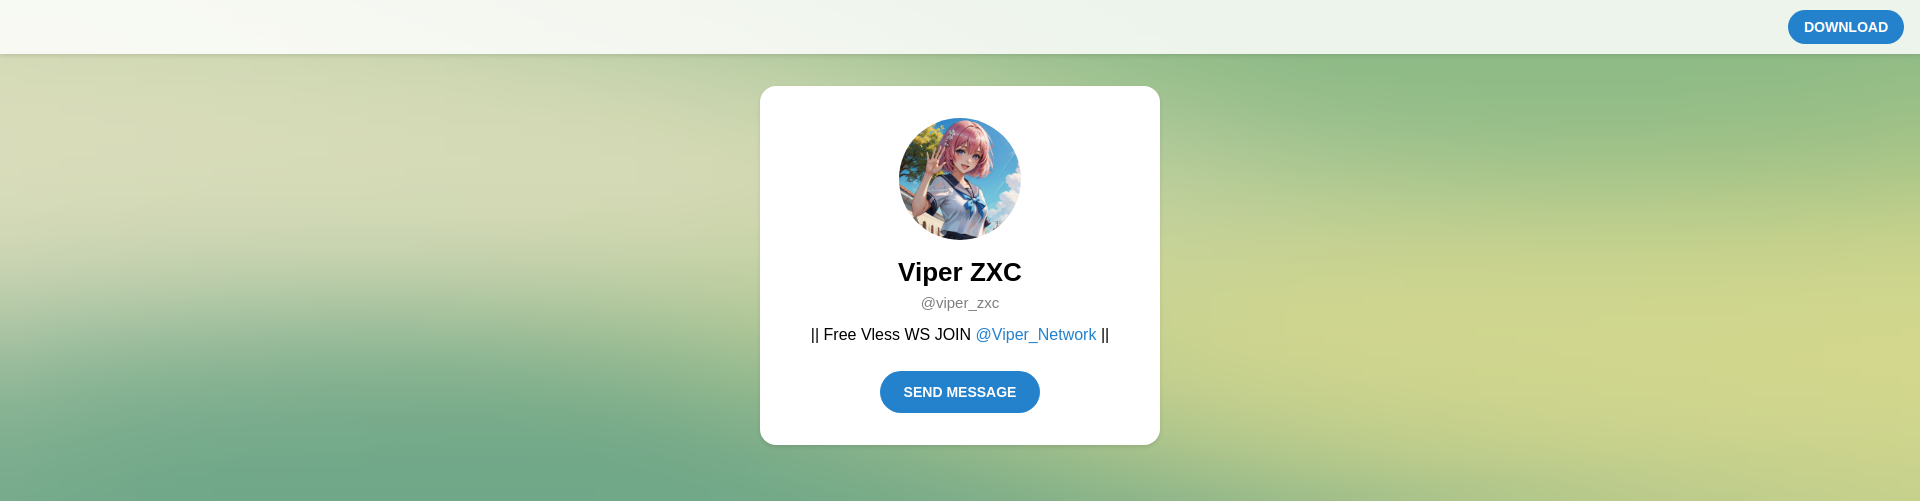 DOWNLOAD
Viper ZXC
@viper_zxc
|| Free Vless WS JOIN @Viper_Network ||
SEND MESSAGE